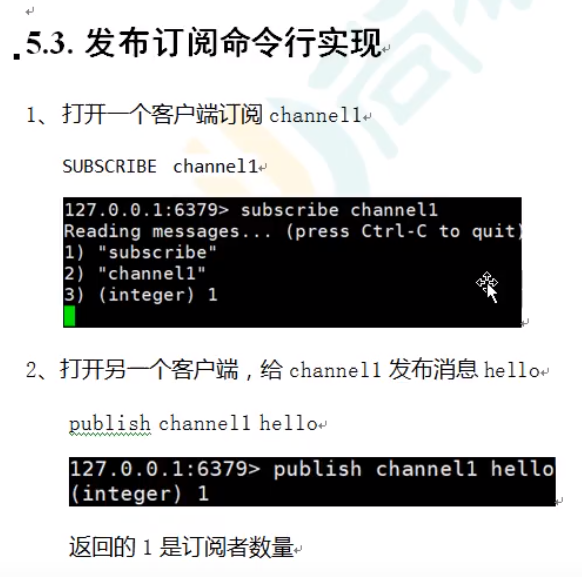 5.3. 发布订阅命令行实现
1、 打开一个客户端订阅 channel1
SUBSCRIBE channel1
127.0.0.1:6379> subscribe channel1
Reading messages... (press Ctrl-C to quit)
1) "subscribe"
2) "channel1"
3) (integer) 1
2、打开另一个客户端，给 channel1 发布消息 hello
publish channel1 hello
127.0.0.1:6379> publish channel1 hello
(integer) 1
返回的 1 是订阅者数量